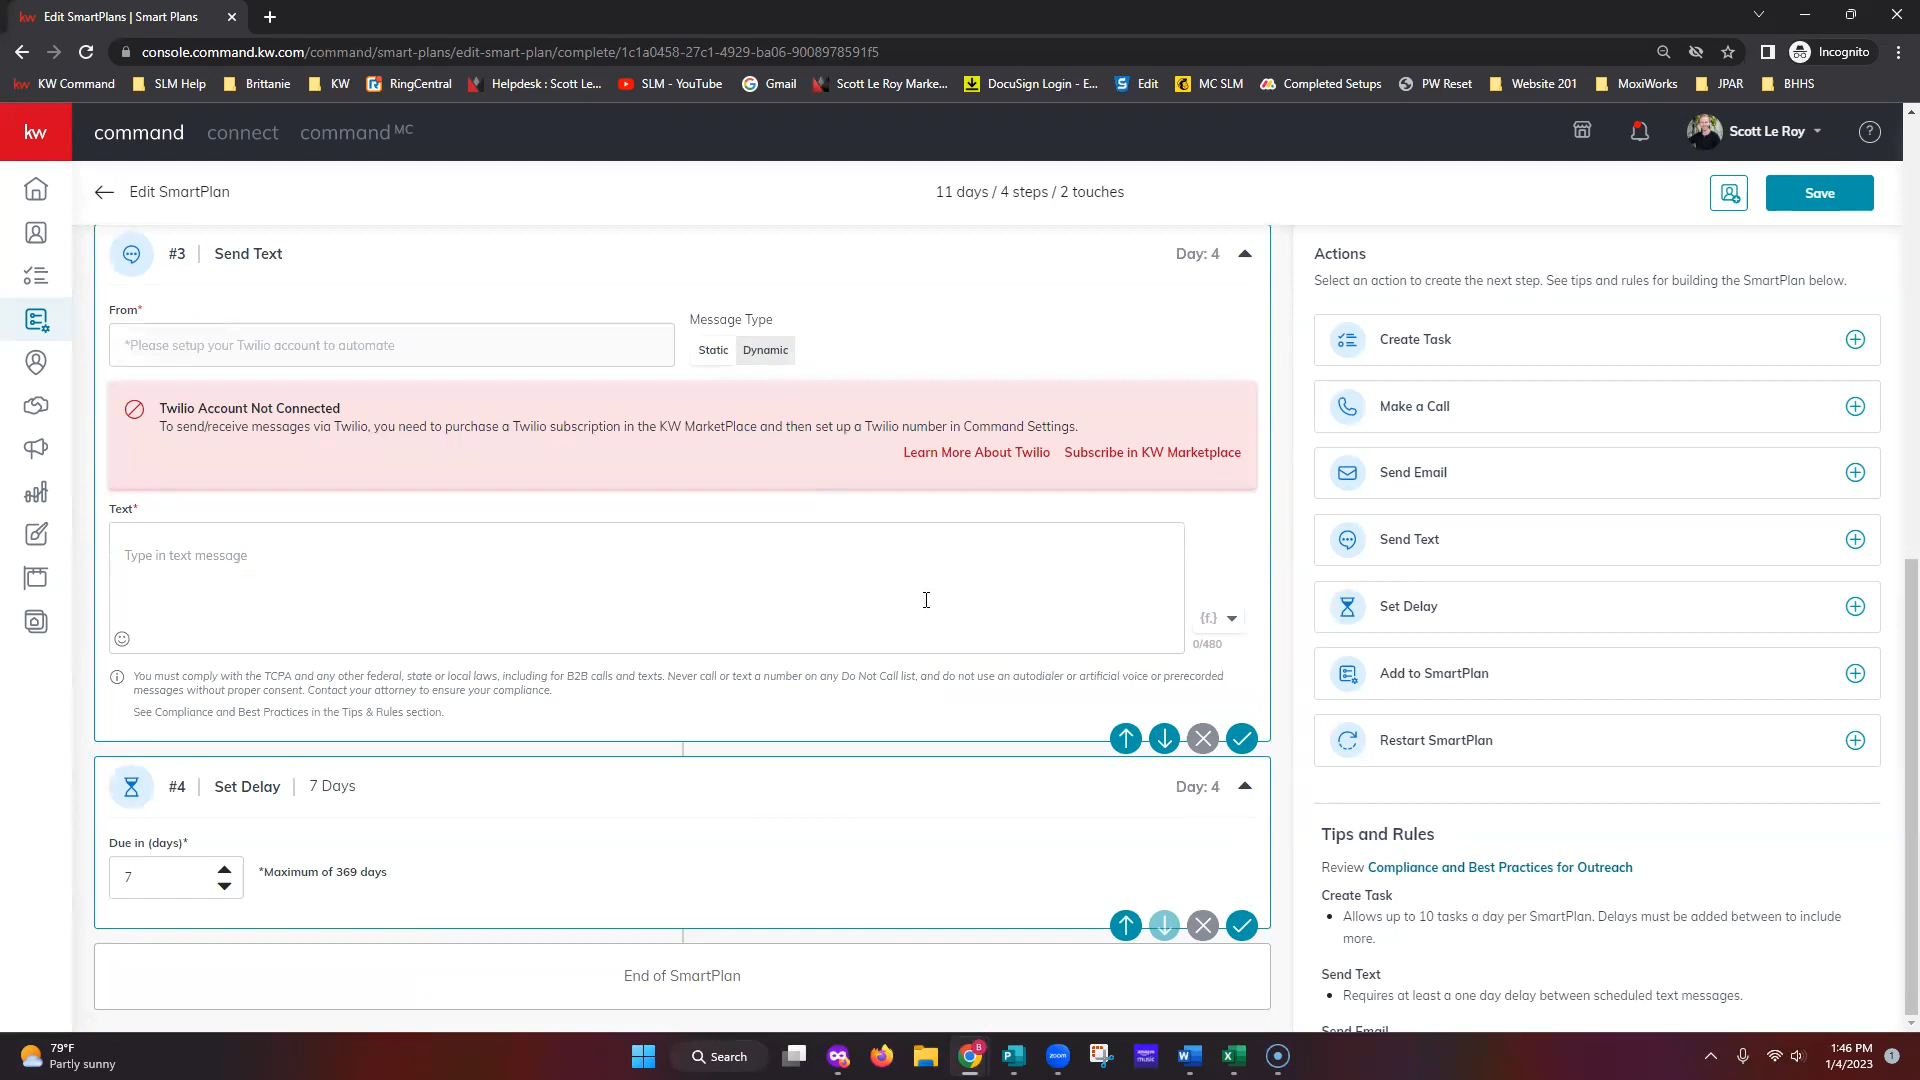 kw Edit SmartPlans | Smart Plans
console.command.kw.com/command/smart-plans/edit-smart-plan/complete/1c1a0458-27c1-4929-ba06-9008978591f5
Incognito
kw KW Command SLM Help Brittanie KW RingCentral Helpdesk : Scott Le... SLM - YouTube Gmail Scott Le Roy Marke... DocuSign Login - E... Edit MC SLM Completed Setups PW Reset Website 201 MoxiWorks JPAR BHHS
kw command connect command MC Scott Le Roy
Edit SmartPlan 11 days / 4 steps / 2 touches Save
#3 Send Text Day: 4
From*
*Please setup your Twilio account to automate
Message Type
Static Dynamic
Twilio Account Not Connected
To send/receive messages via Twilio, you need to purchase a Twilio subscription in the KW MarketPlace and then set up a Twilio number in Command Settings.
Learn More About Twilio Subscribe in KW Marketplace
Text*
Type in text message
{f.}
0/480
You must comply with the TCPA and any other federal, state or local laws, including for B2B calls and texts. Never call or text a number on any Do Not Call list, and do not use an autodialer or artificial voice or prerecorded
messages without proper consent. Contact your attorney to ensure your compliance.
See Compliance and Best Practices in the Tips & Rules section.
#4 Set Delay 7 Days Day: 4
Due in (days)*
7 *Maximum of 369 days
End of SmartPlan
Actions
Select an action to create the next step. See tips and rules for building the SmartPlan below.
Create Task
Make a Call
Send Email
Send Text
Set Delay
Add to SmartPlan
Restart SmartPlan
Tips and Rules
Review Compliance and Best Practices for Outreach
Create Task
• Allows up to 10 tasks a day per SmartPlan. Delays must be added between to include
more.
Send Text
• Requires at least a one day delay between scheduled text messages.
Send Email
79°F
Partly sunny
Search
1:46 PM
1/4/2023